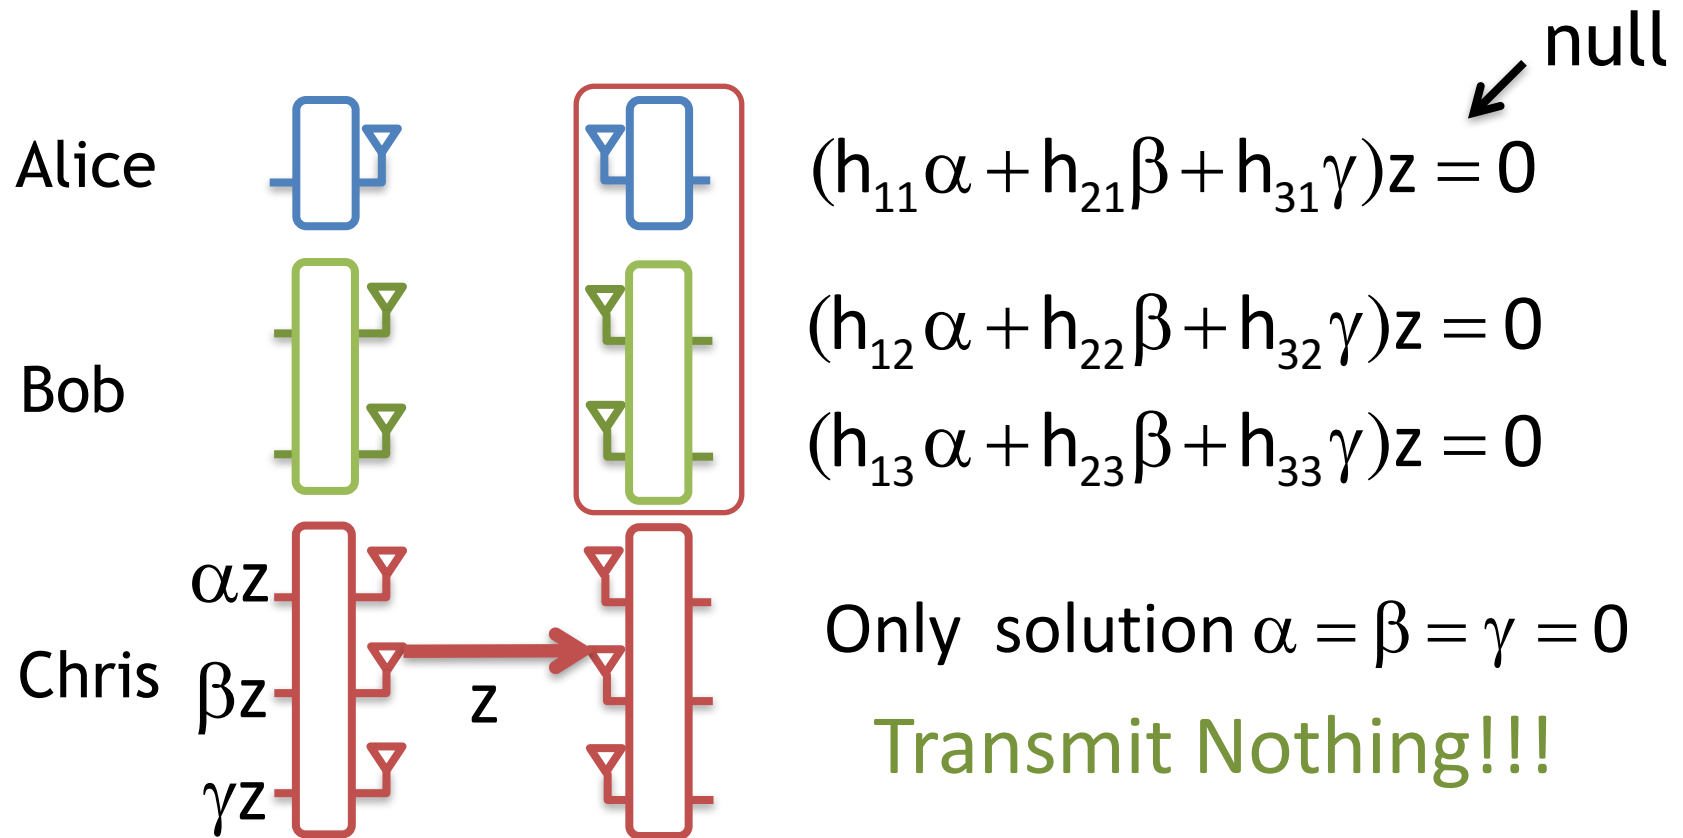 null
Alice
(h₁₁α + h₂₁β + h₃₁γ)z = 0
(h₁₂α + h₂₂β + h₃₂γ)z = 0
Bob
(h₁₃α + h₂₃β + h₃₃γ)z = 0
αz
Only solution α = β = γ = 0
Chris
βz
z
Transmit Nothing!!!
γz